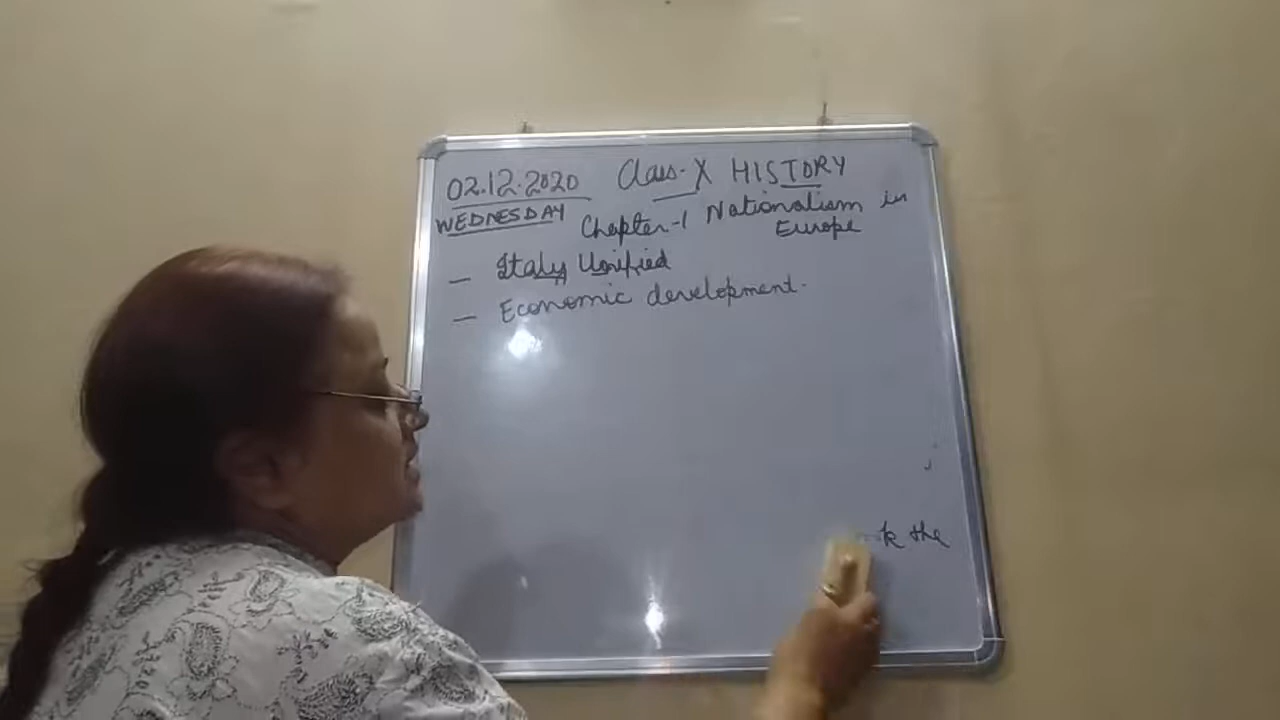 02.12.2020 Class-X HISTORY
WEDNESDAY Chapter-1 Nationalism in
Europe
— Italy Unified
— Economic development.
the